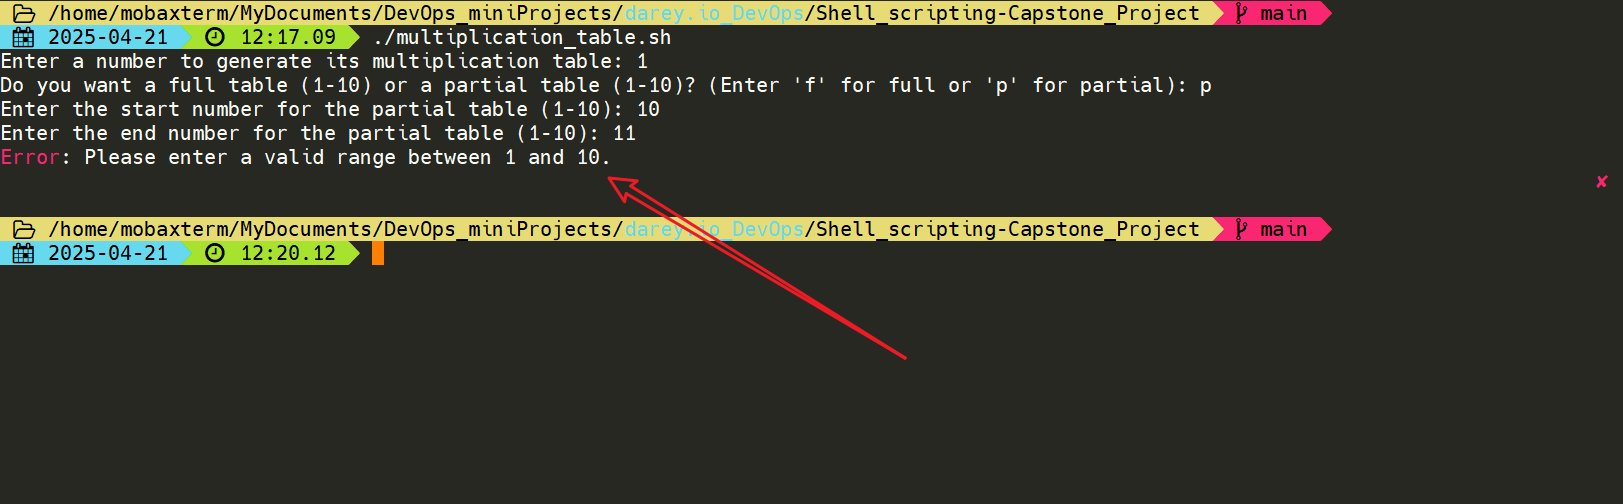 /home/mobaxterm/MyDocuments/DevOps_miniProjects/darey.io_DevOps/Shell_scripting-Capstone_Project main
2025-04-21 12:17.09 ./multiplication_table.sh
Enter a number to generate its multiplication table: 1
Do you want a full table (1-10) or a partial table (1-10)? (Enter 'f' for full or 'p' for partial): p
Enter the start number for the partial table (1-10): 10
Enter the end number for the partial table (1-10): 11
Error: Please enter a valid range between 1 and 10.
✘
/home/mobaxterm/MyDocuments/DevOps_miniProjects/darey.io_DevOps/Shell_scripting-Capstone_Project main
2025-04-21 12:20.12